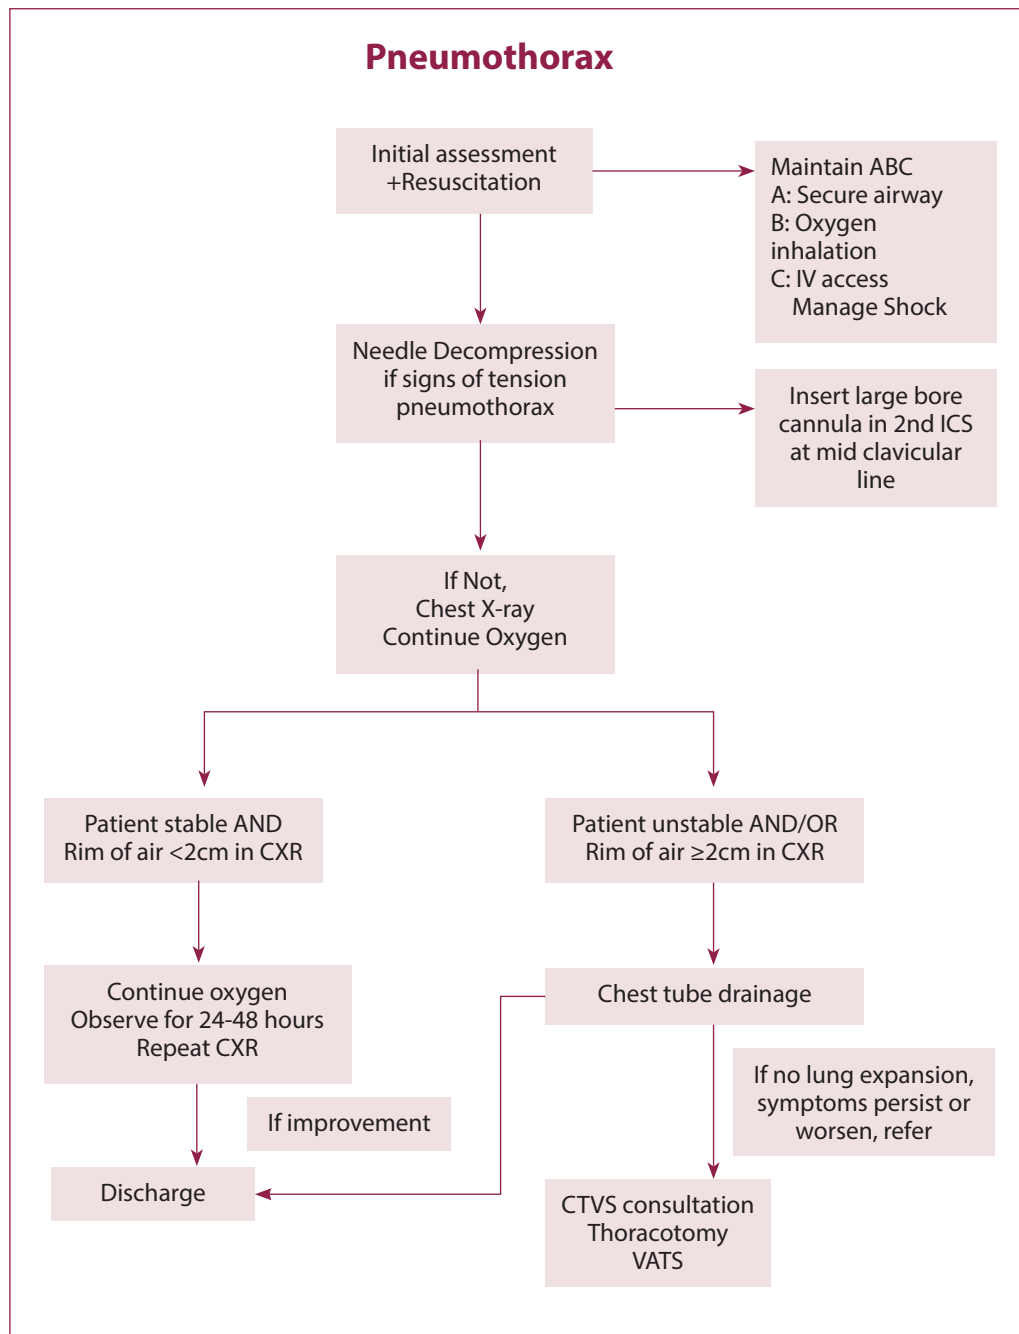 Pneumothorax
Initial assessment
+Resuscitation
Maintain ABC
A: Secure airway
B: Oxygen
inhalation
C: IV access
Manage Shock
Needle Decompression
if signs of tension
pneumothorax
Insert large bore
cannula in 2nd ICS
at mid clavicular
line
If Not,
Chest X-ray
Continue Oxygen
Patient stable AND
Rim of air <2cm in CXR
Patient unstable AND/OR
Rim of air ≥2cm in CXR
Continue oxygen
Observe for 24-48 hours
Repeat CXR
Chest tube drainage
If improvement
If no lung expansion,
symptoms persist or
worsen, refer
Discharge
CTVS consultation
Thoracotomy
VATS